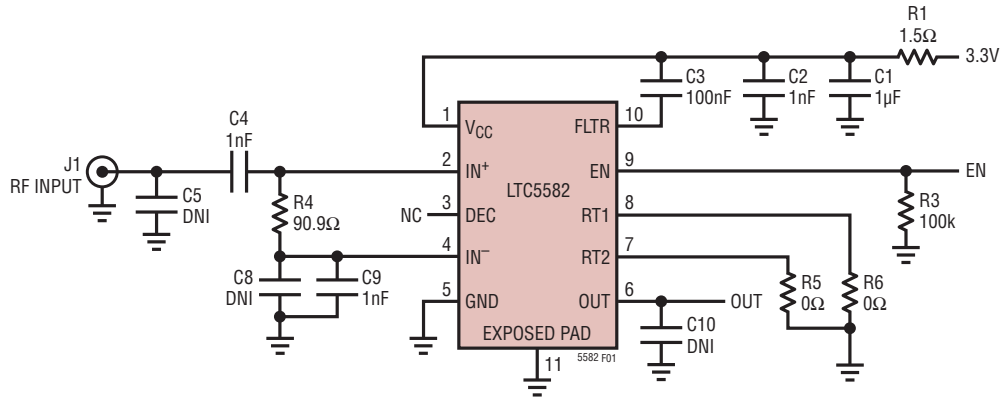 R1
1.5Ω
3.3V
C3
100nF
C2
1nF
C1
1µF
C4
1nF
1
VCC
FLTR
10
J1
RF INPUT
2
IN+
EN
9
EN
C5
DNI
R4
90.9Ω
NC
3
DEC
LTC5582
RT1
8
R3
100k
4
IN−
RT2
7
C8
DNI
C9
1nF
5
GND
OUT
6
OUT
R5
0Ω
R6
0Ω
EXPOSED PAD
C10
DNI
11
5582 F01